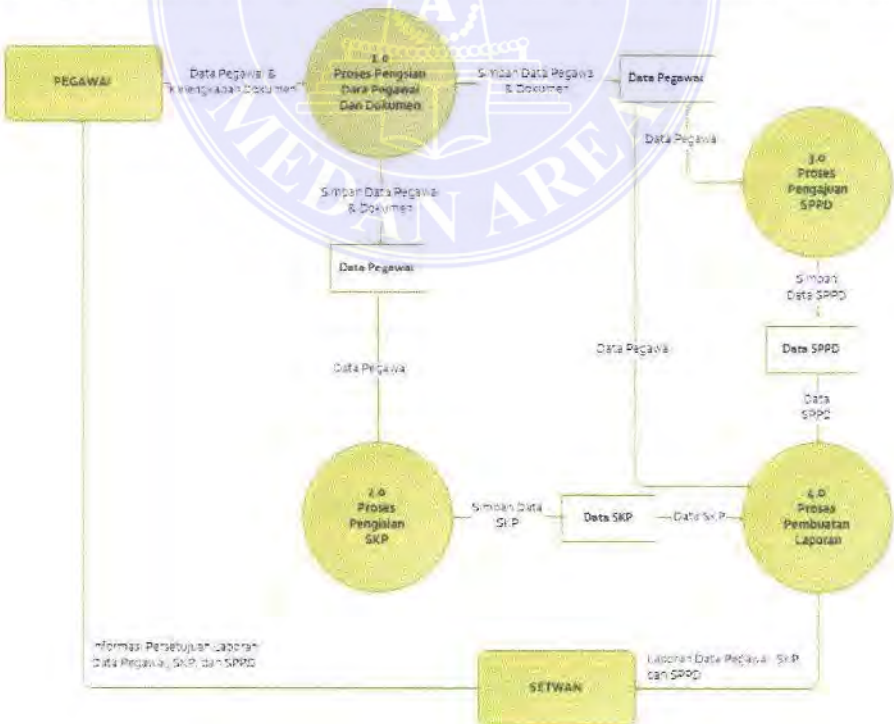 A
MEDAN AREA
PEGAWAI
Data Pegawai &
Kelengkapan Dokumen
1.0
Proses Pengisian
Data Pegawai
Dan Dokumen
Simpan Data Pegawai
& Dokumen
Data Pegawai
Data Pegawai
3.0
Proses
Pengajuan
SPPD
Simpan Data Pegawai
& Dokumen
Data Pegawai
Simpan
Data SPPD
Data Pegawai
Data SPPD
Data Pegawai
Data
SPPD
2.0
Proses
Pengisian
SKP
Simpan Data
SKP
Data SKP
Data SKP
4.0
Proses
Pembuatan
Laporan
Informasi Persetujuan Laporan
Data Pegawai, SKP, dan SPPD
SETWAN
Laporan Data Pegawai, SKP,
dan SPPD